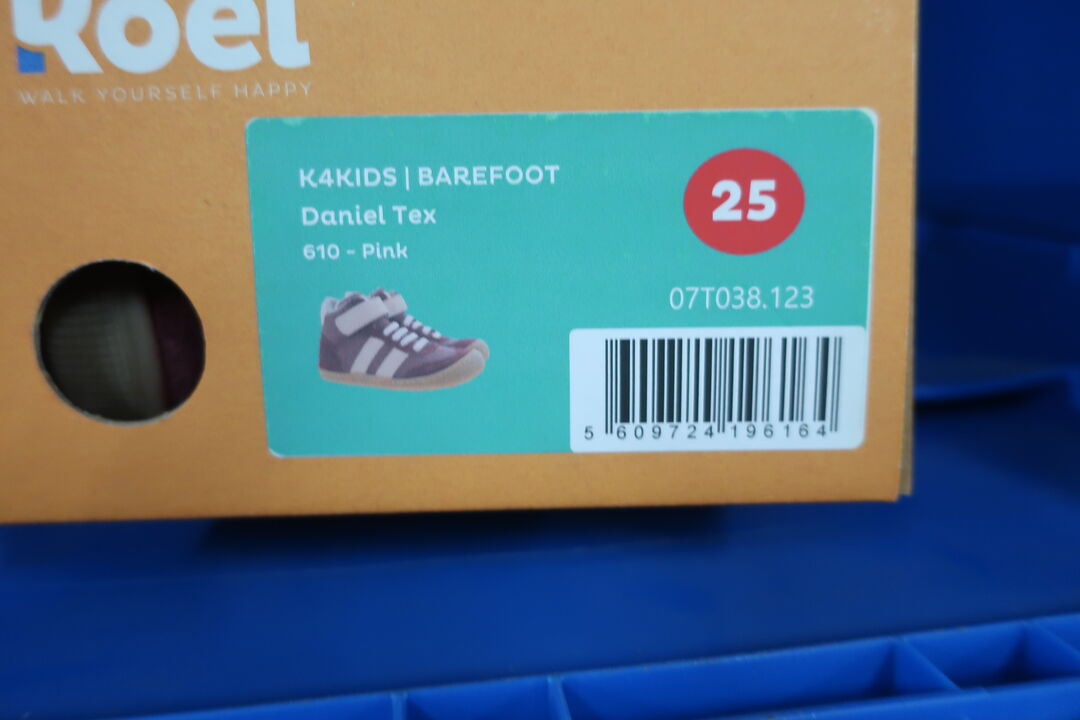 Koel
WALK YOURSELF HAPPY
K4KIDS | BAREFOOT
25
Daniel Tex
610 - Pink
07T038.123
5 609724 196164